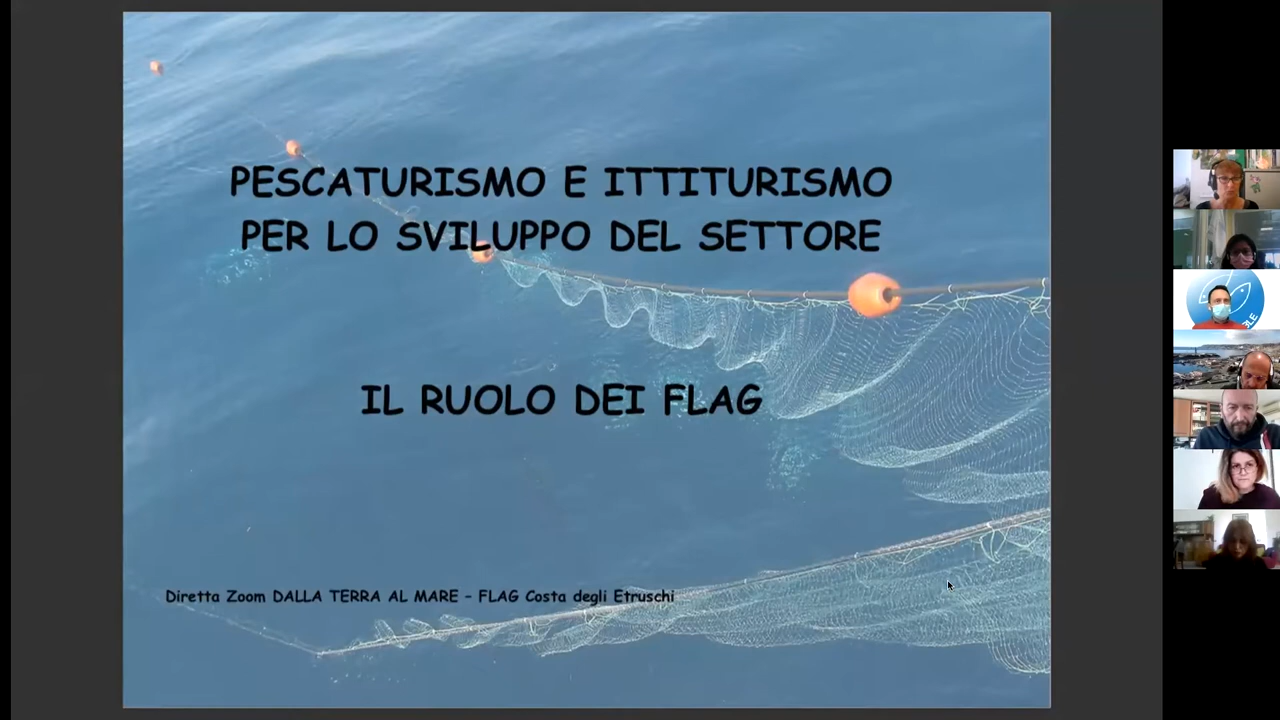 PESCATURISMO E ITTITURISMO
PER LO SVILUPPO DEL SETTORE
IL RUOLO DEI FLAG
Diretta Zoom DALLA TERRA AL MARE – FLAG Costa degli Etruschi